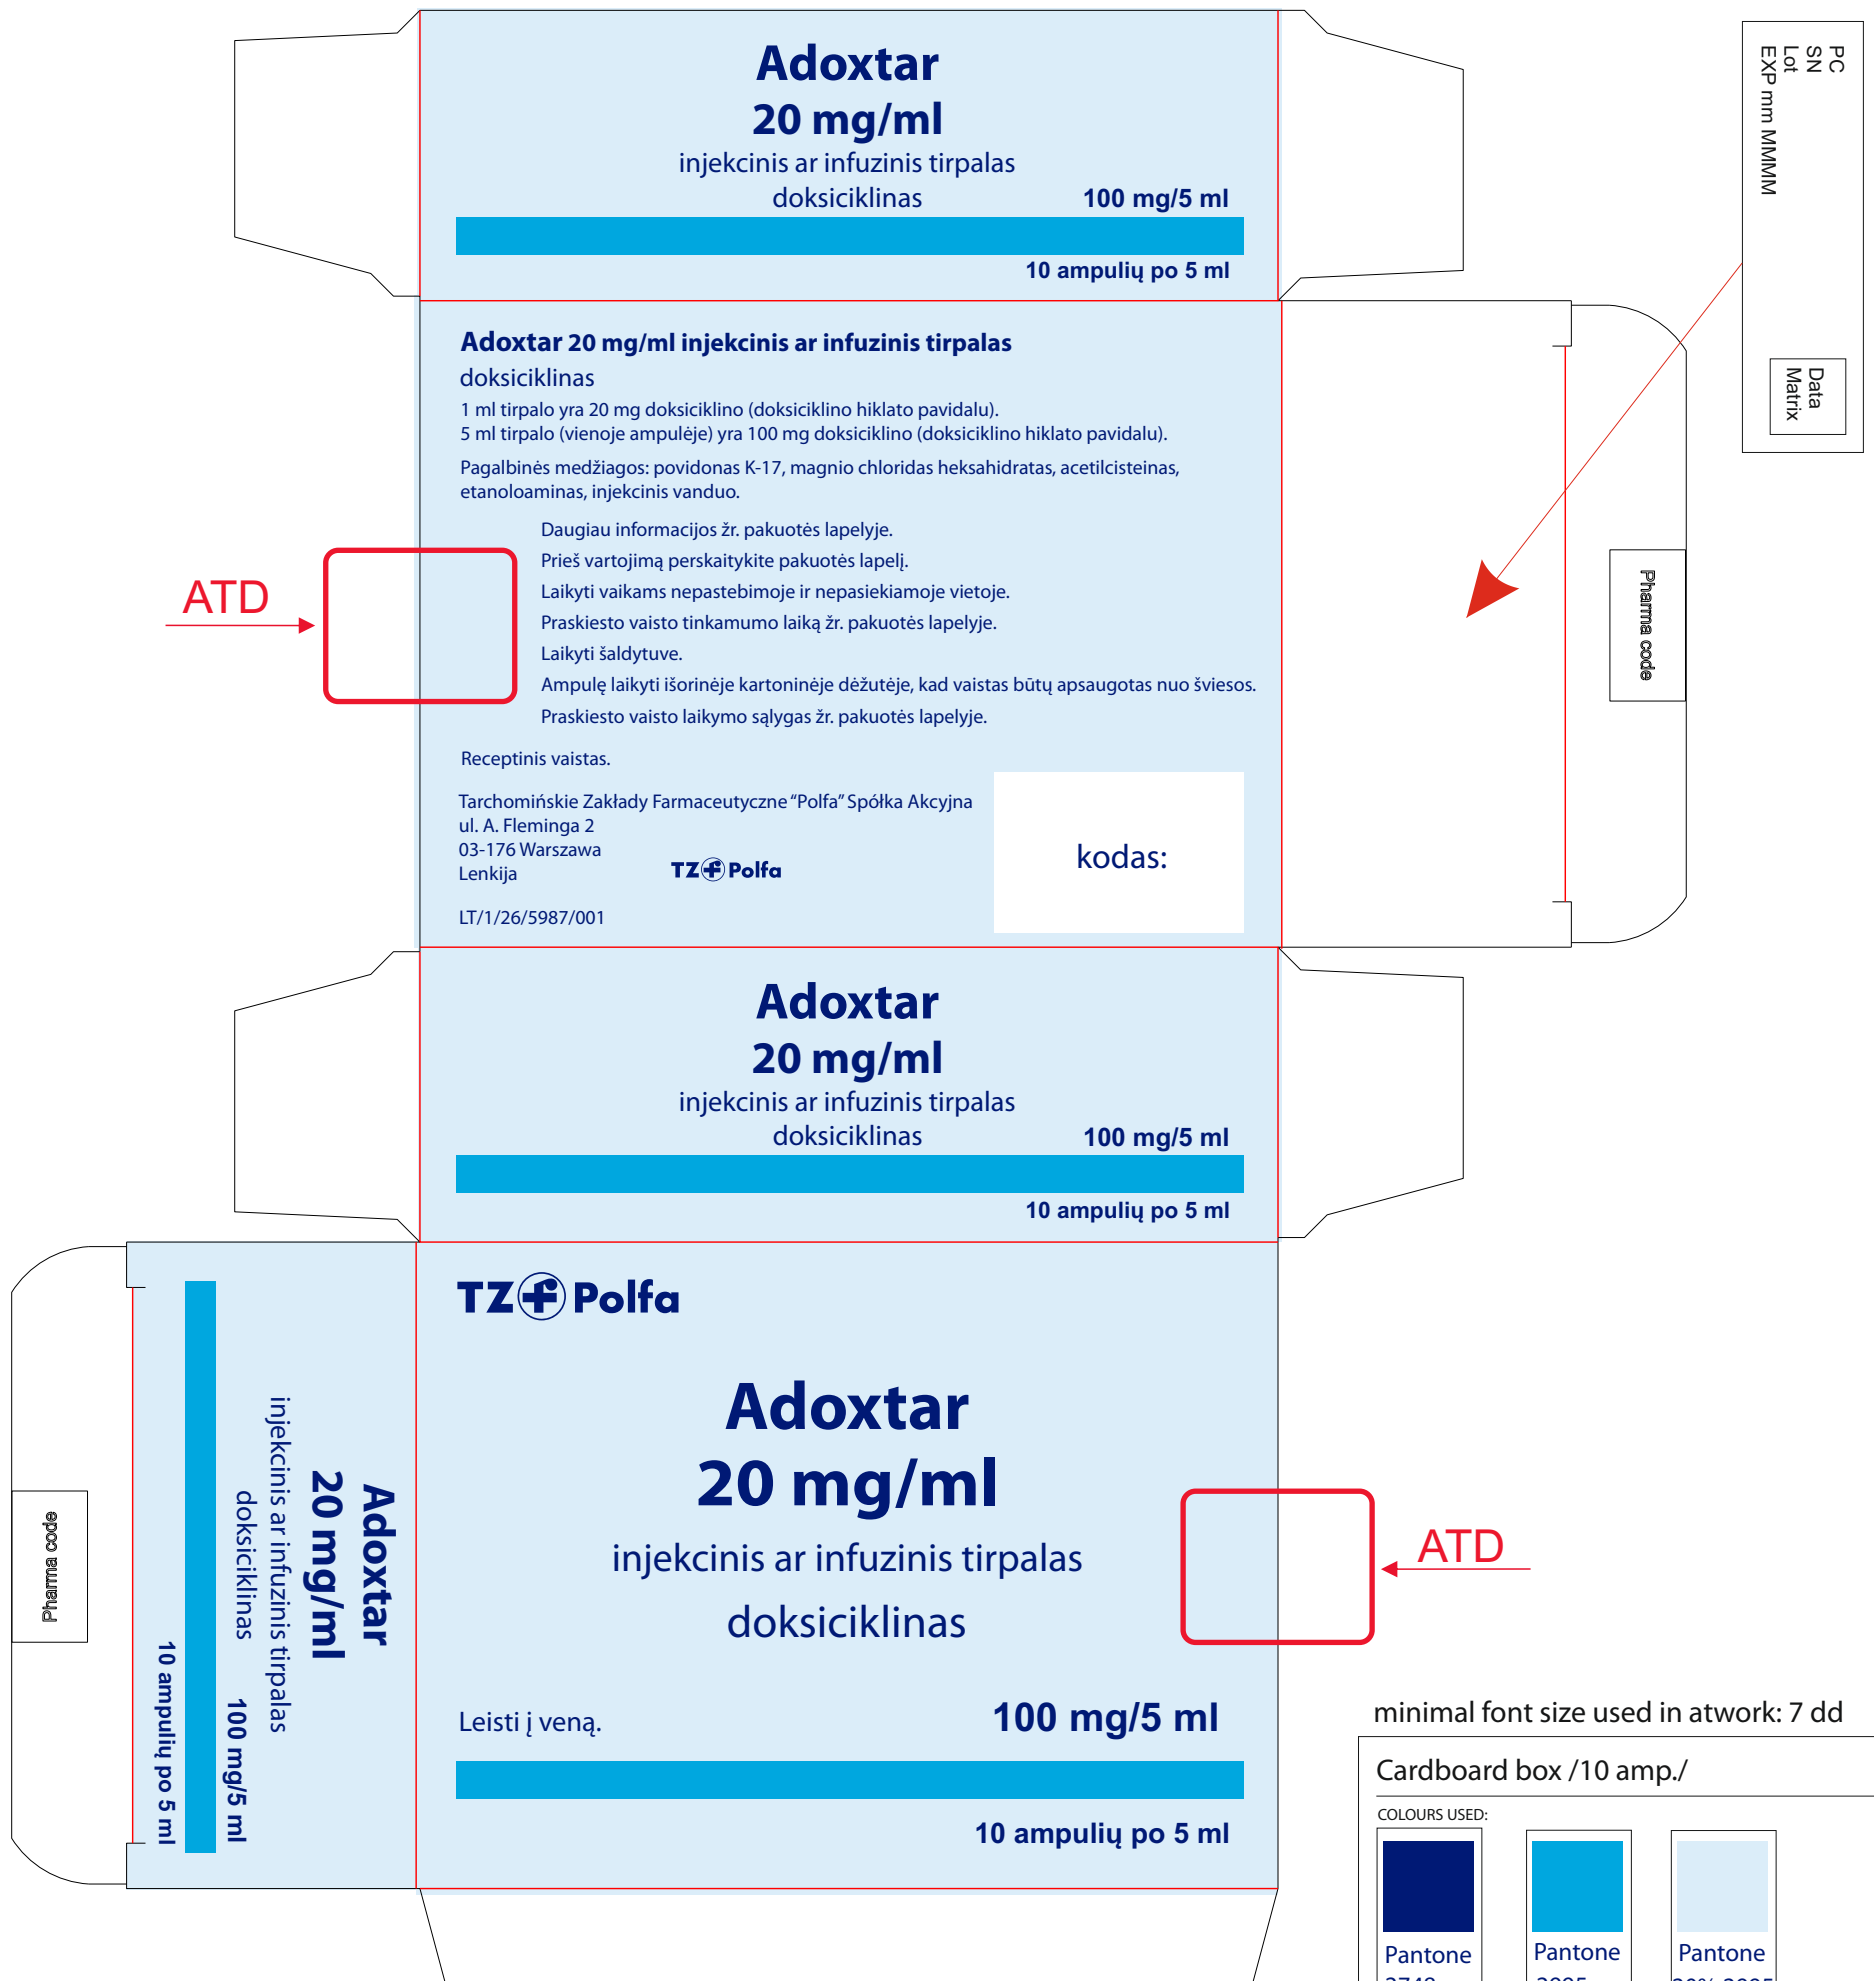 Adoxtar
20 mg/ml
injekcinis ar infuzinis tirpalas
doksiciklinas
100 mg/5 ml
10 ampulių po 5 ml
PC
SN
Lot
EXP mm MMMM
Data
Matrix
Adoxtar 20 mg/ml injekcinis ar infuzinis tirpalas
doksiciklinas
1 ml tirpalo yra 20 mg doksiciklino (doksiciklino hiklato pavidalu).
5 ml tirpalo (vienoje ampulėje) yra 100 mg doksiciklino (doksiciklino hiklato pavidalu).
Pagalbinės medžiagos: povidonas K-17, magnio chloridas heksahidratas, acetilcisteinas,
etanoloaminas, injekcinis vanduo.
Daugiau informacijos žr. pakuotės lapelyje.
Prieš vartojimą perskaitykite pakuotės lapelį.
Laikyti vaikams nepastebimoje ir nepasiekiamoje vietoje.
Praskiesto vaisto tinkamumo laiką žr. pakuotės lapelyje.
Laikyti šaldytuve.
Ampulę laikyti išorinėje kartoninėje dėžutėje, kad vaistas būtų apsaugotas nuo šviesos.
Praskiesto vaisto laikymo sąlygas žr. pakuotės lapelyje.
ATD
Pharma code
Receptinis vaistas.
Tarchomińskie Zakłady Farmaceutyczne “Polfa” Spółka Akcyjna
ul. A. Fleminga 2
03-176 Warszawa
Lenkija
TZf Polfa
LT/1/26/5987/001
kodas:
Adoxtar
20 mg/ml
injekcinis ar infuzinis tirpalas
doksiciklinas
100 mg/5 ml
10 ampulių po 5 ml
Pharma code
Adoxtar
20 mg/ml
injekcinis ar infuzinis tirpalas
doksiciklinas
100 mg/5 ml
10 ampulių po 5 ml
TZf Polfa
Adoxtar
20 mg/ml
injekcinis ar infuzinis tirpalas
doksiciklinas
Leisti į veną.
100 mg/5 ml
10 ampulių po 5 ml
ATD
minimal font size used in atwork: 7 dd
Cardboard box /10 amp./
COLOURS USED:
Pantone
Pantone
Pantone